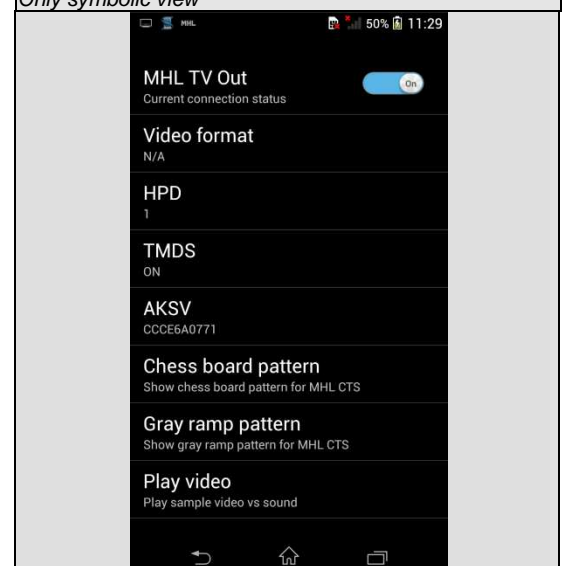 Only symbolic view
MHL
50% 11:29
MHL TV Out
Current connection status
On
Video format
N/A
HPD
1
TMDS
ON
AKSV
CCCE6A0771
Chess board pattern
Show chess board pattern for MHL CTS
Gray ramp pattern
Show gray ramp pattern for MHL CTS
Play video
Play sample video vs sound